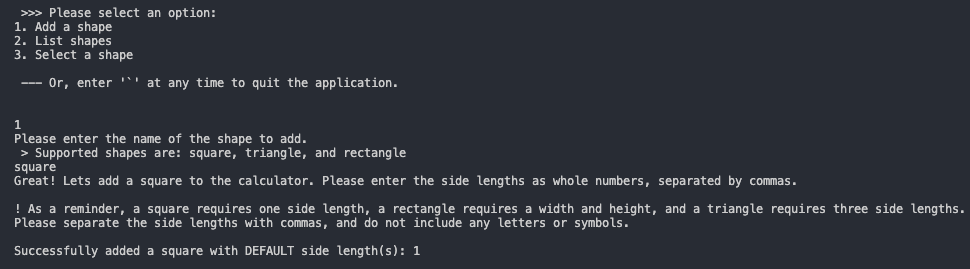 >>> Please select an option:
1. Add a shape
2. List shapes
3. Select a shape
--- Or, enter '`' at any time to quit the application.
1
Please enter the name of the shape to add.
> Supported shapes are: square, triangle, and rectangle
square
Great! Lets add a square to the calculator. Please enter the side lengths as whole numbers, separated by commas.
! As a reminder, a square requires one side length, a rectangle requires a width and height, and a triangle requires three side lengths.
Please separate the side lengths with commas, and do not include any letters or symbols.
Successfully added a square with DEFAULT side length(s): 1